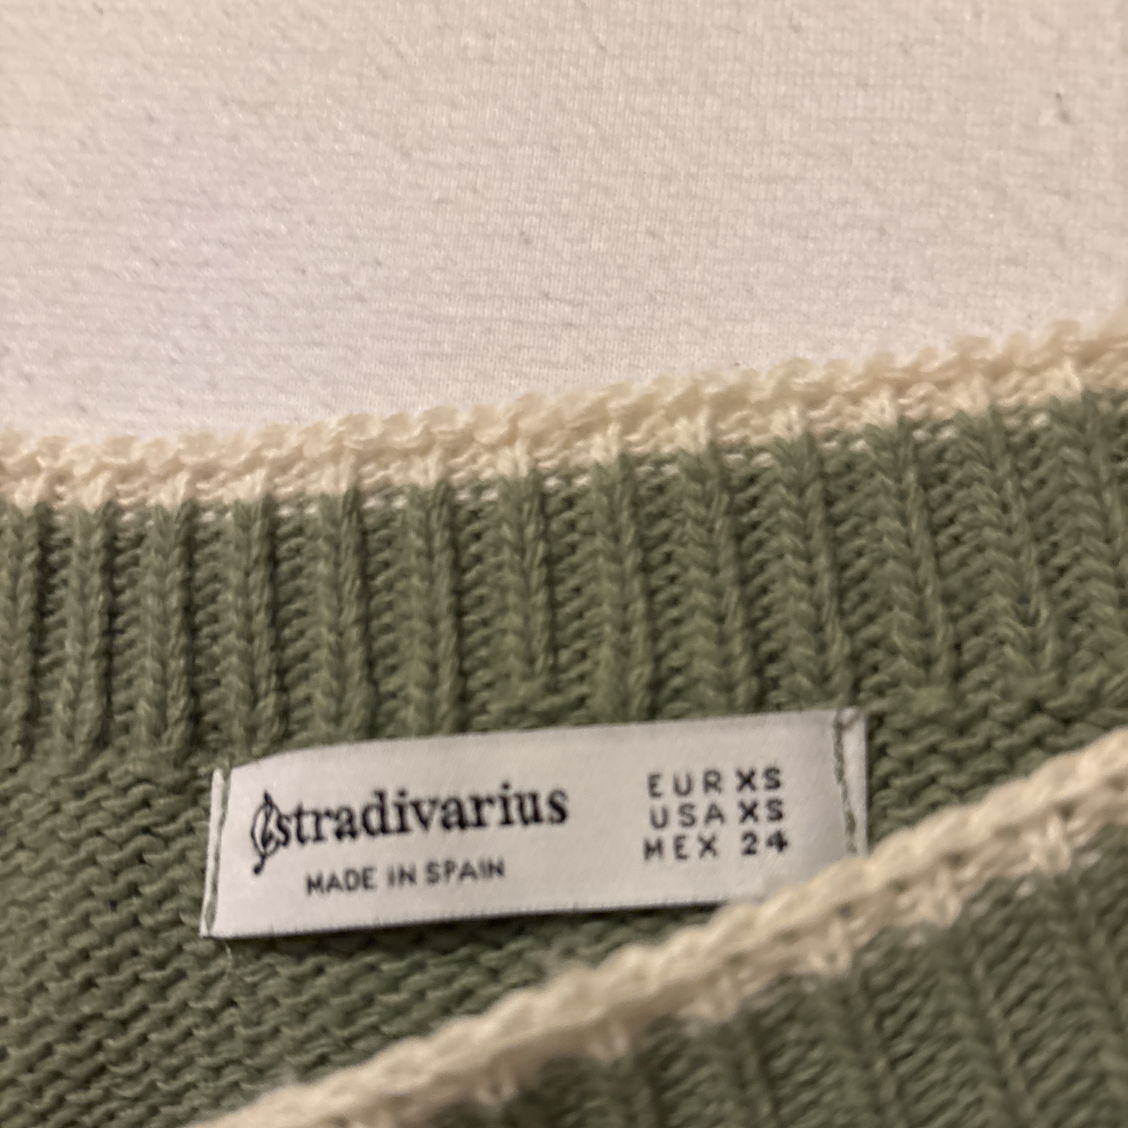 stradivarius
MADE IN SPAIN
EUR XS
USA XS
MEX 24